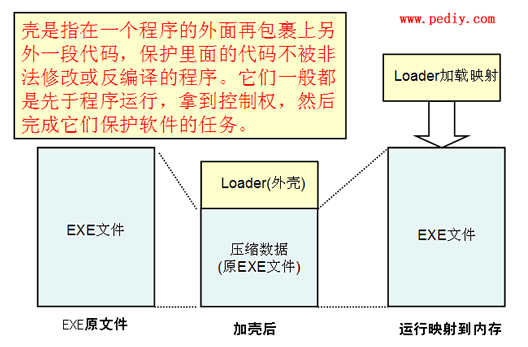 www.pediy.com
壳是指在一个程序的外面再包裹上另
外一段代码，保护里面的代码不被非
法修改或反编译的程序。它们一般都
是先于程序运行，拿到控制权，然后
完成它们保护软件的任务。
Loader加载映射
Loader(外壳)
EXE文件
压缩数据
(原EXE文件)
EXE文件
EXE原文件
加壳后
运行映射到内存